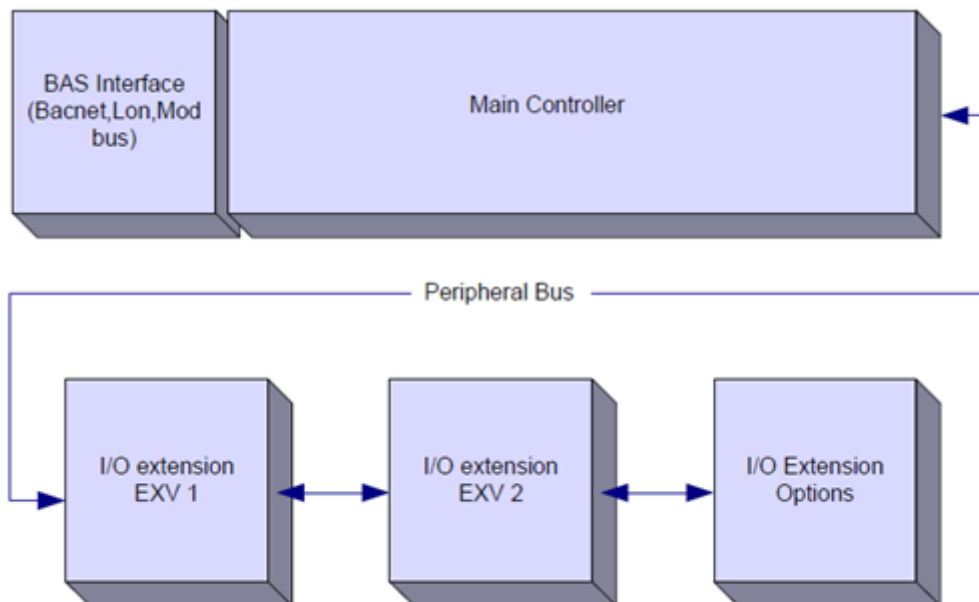 BAS Interface
(Bacnet,Lon,Mod
bus)
Main Controller
Peripheral Bus
I/O extension
EXV 1
I/O extension
EXV 2
I/O Extension
Options